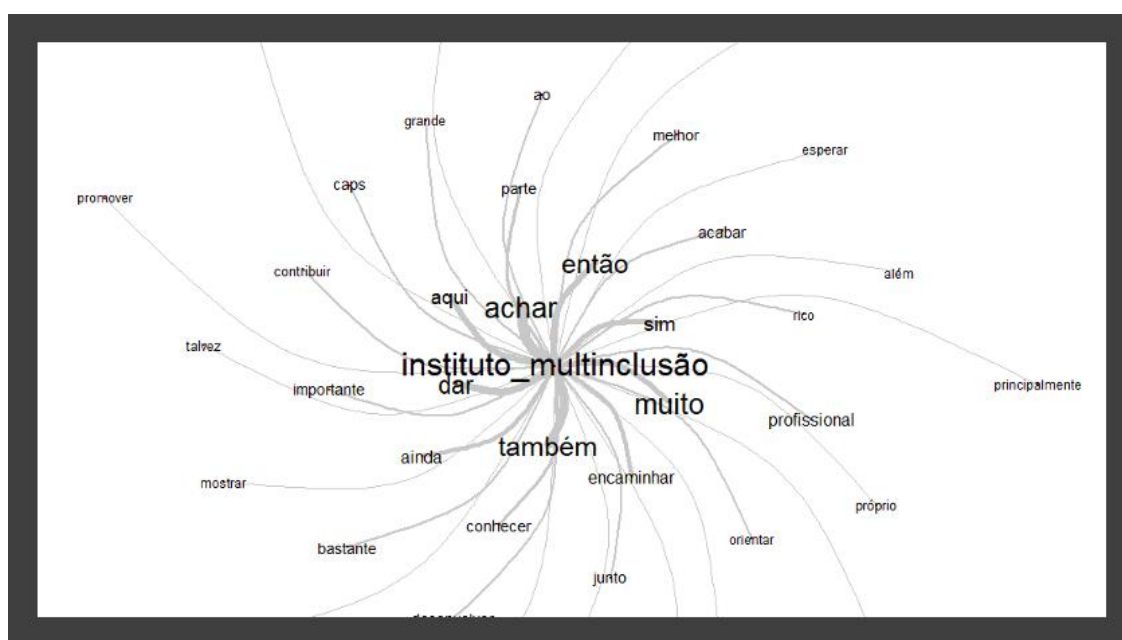 ao
grande
melhor
esperar
caps
parte
promover
acabar
então
contribuir
além
aqui
achar
rico
sim
talvez
instituto_multinclusão
dar
principalmente
importante
muito
profissional
também
ainda
encaminhar
mostrar
próprio
conhecer
orientar
bastante
junto